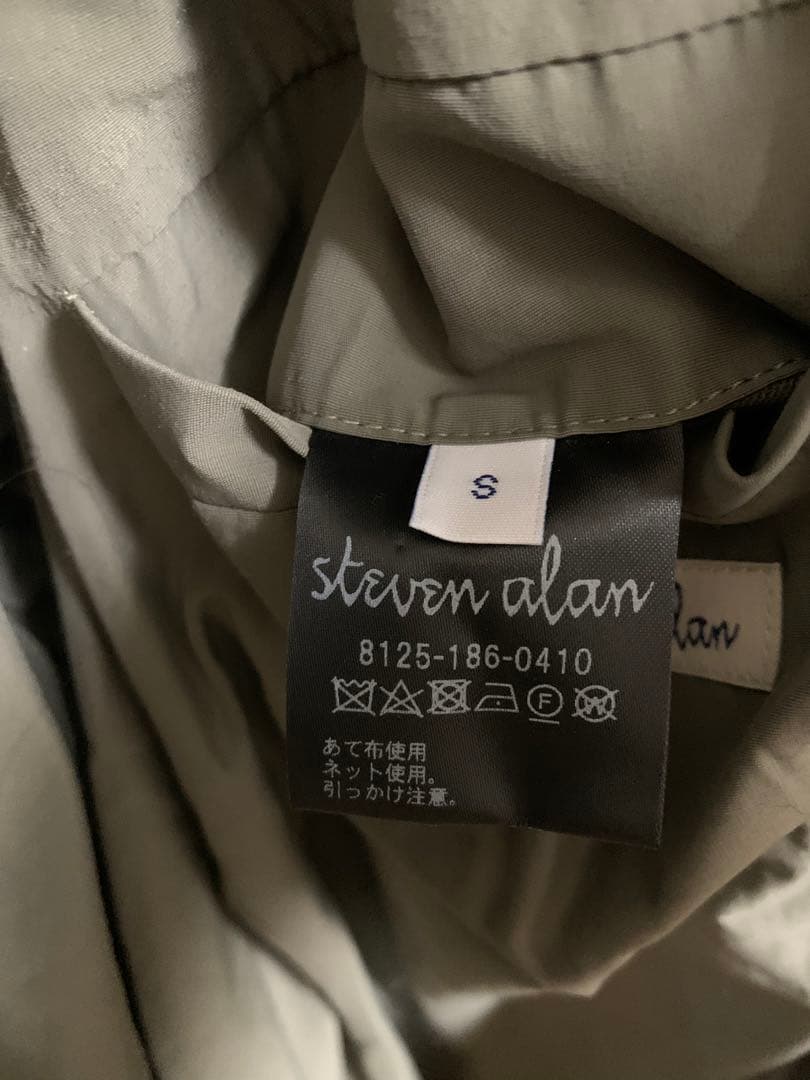 S
steven alan
8125-186-0410
F W
あて布使用
ネット使用。
引っかけ注意。
lan